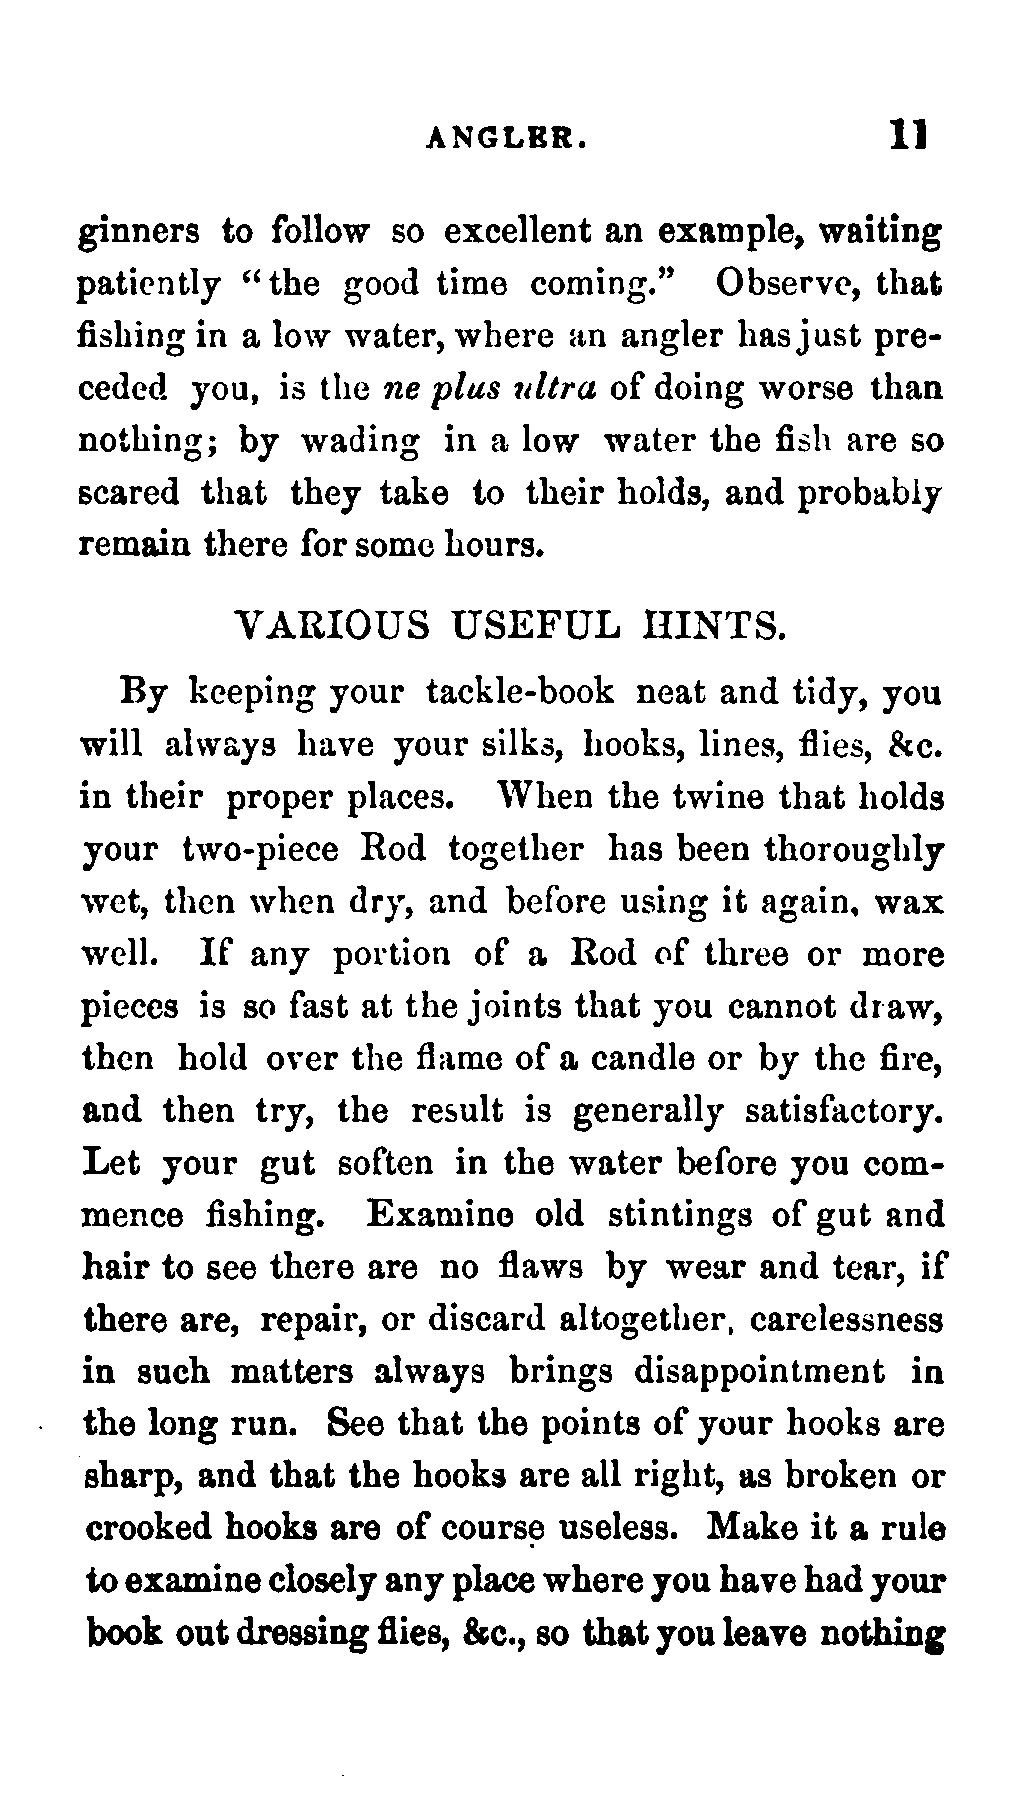 ANGLER. 11
ginners to follow so excellent an example, waiting
patiently “the good time coming.” Observe, that
fishing in a low water, where an angler has just pre-
ceded you, is the ne plus ultra of doing worse than
nothing; by wading in a low water the fish are so
scared that they take to their holds, and probably
remain there for some hours.
VARIOUS USEFUL HINTS.
By keeping your tackle-book neat and tidy, you
will always have your silks, hooks, lines, flies, &c.
in their proper places. When the twine that holds
your two-piece Rod together has been thoroughly
wet, then when dry, and before using it again, wax
well. If any portion of a Rod of three or more
pieces is so fast at the joints that you cannot draw,
then hold over the flame of a candle or by the fire,
and then try, the result is generally satisfactory.
Let your gut soften in the water before you com-
mence fishing. Examine old stintings of gut and
hair to see there are no flaws by wear and tear, if
there are, repair, or discard altogether, carelessness
in such matters always brings disappointment in
the long run. See that the points of your hooks are
sharp, and that the hooks are all right, as broken or
crooked hooks are of course useless. Make it a rule
to examine closely any place where you have had your
book out dressing flies, &c., so that you leave nothing